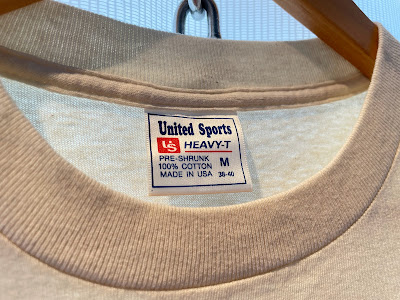 United Sports
US HEAVY-T
PRE-SHRUNK
100% COTTON M
MADE IN USA 38-40